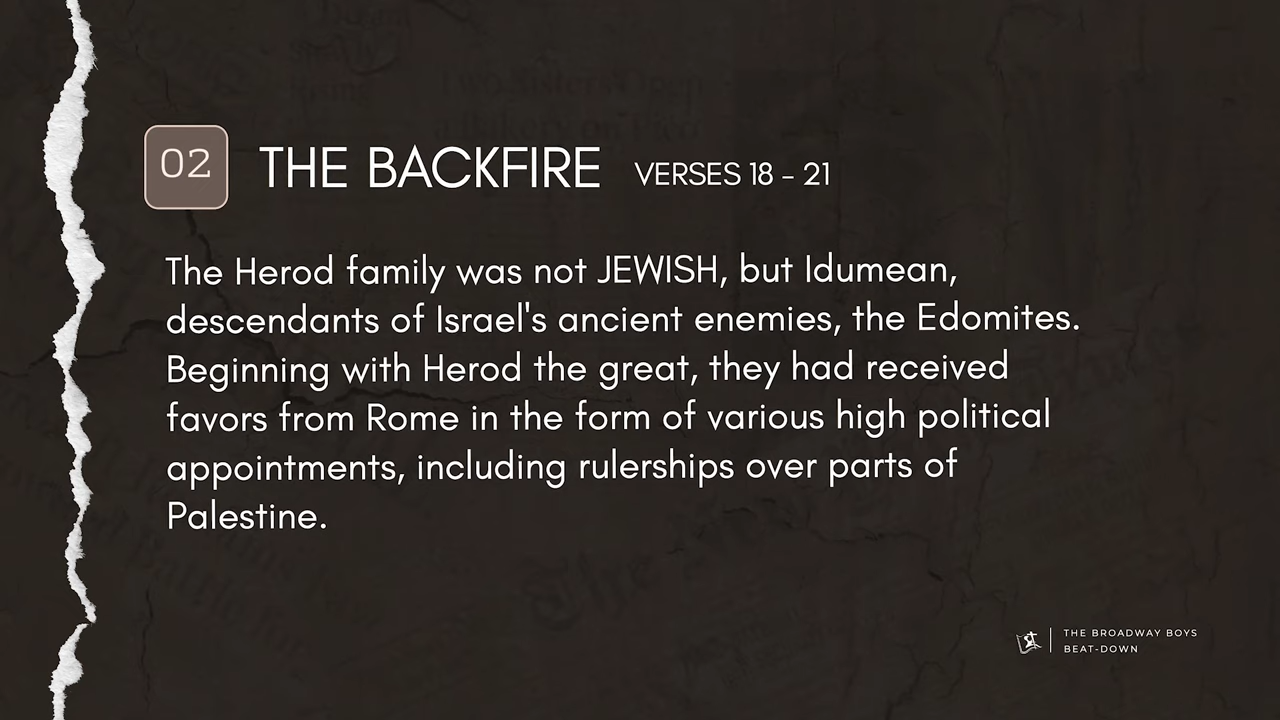 02
THE BACKFIRE VERSES 18 - 21
The Herod family was not JEWISH, but Idumean,
descendants of Israel's ancient enemies, the Edomites.
Beginning with Herod the great, they had received
favors from Rome in the form of various high political
appointments, including rulerships over parts of
Palestine.
THE BROADWAY BOYS
BEAT-DOWN